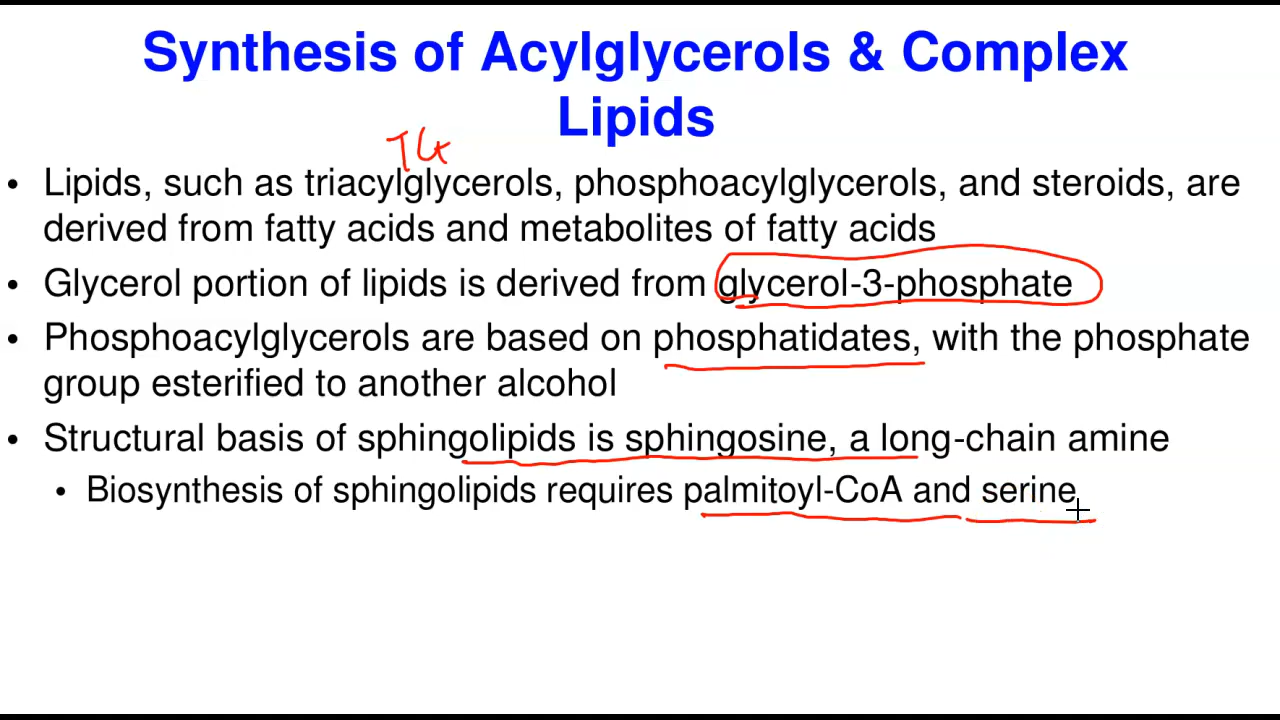 Synthesis of Acylglycerols & Complex
Lipids
TG
• Lipids, such as triacylglycerols, phosphoacylglycerols, and steroids, are
derived from fatty acids and metabolites of fatty acids
• Glycerol portion of lipids is derived from glycerol-3-phosphate
• Phosphoacylglycerols are based on phosphatidates, with the phosphate
group esterified to another alcohol
• Structural basis of sphingolipids is sphingosine, a long-chain amine
• Biosynthesis of sphingolipids requires palmitoyl-CoA and serine